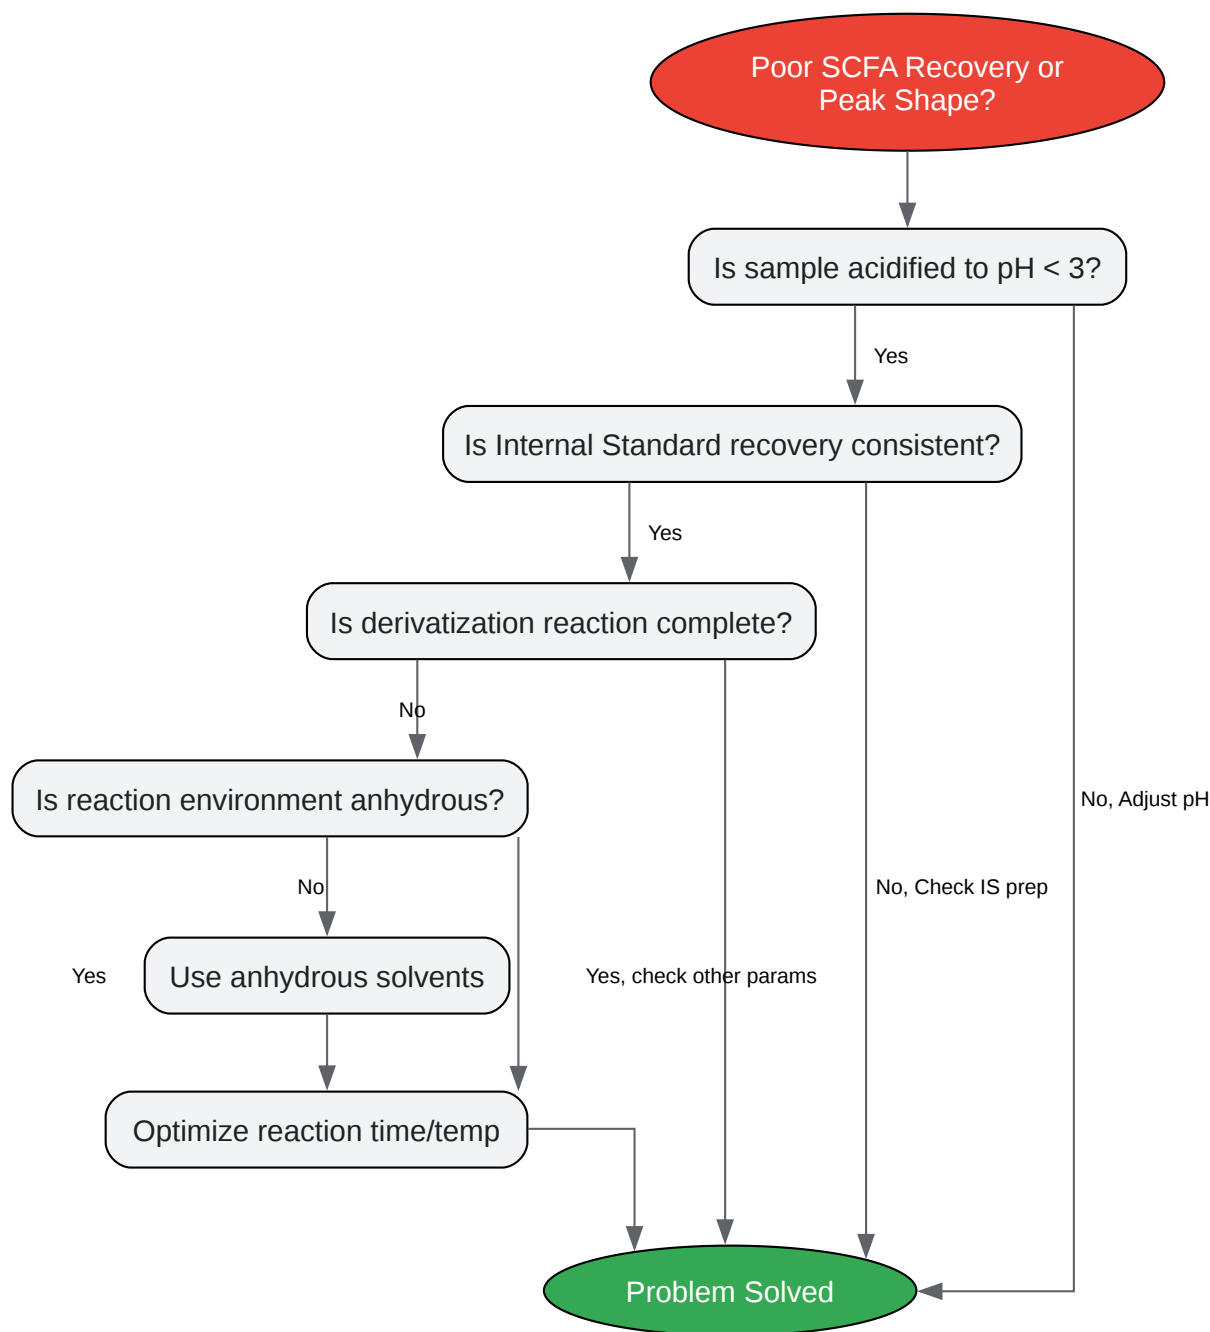 Poor SCFA Recovery or
Peak Shape?
Is sample acidified to pH < 3?
Yes
Is Internal Standard recovery consistent?
Yes
Is derivatization reaction complete?
No
Is reaction environment anhydrous?
No, Adjust pH
No
No, Check IS prep
Yes
Use anhydrous solvents
Yes, check other params
Optimize reaction time/temp
Problem Solved